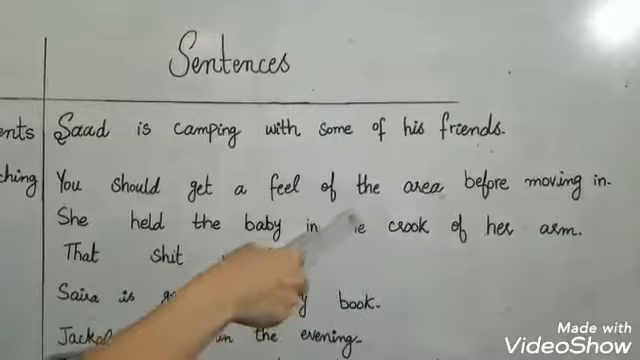 Sentences
ents Saad is camping with some of his friends.
ching You should get a feel of the area before moving in.
She held the baby in crook of her arm.
That shit
Saira is book.
in the evening.
Made with
VideoShow